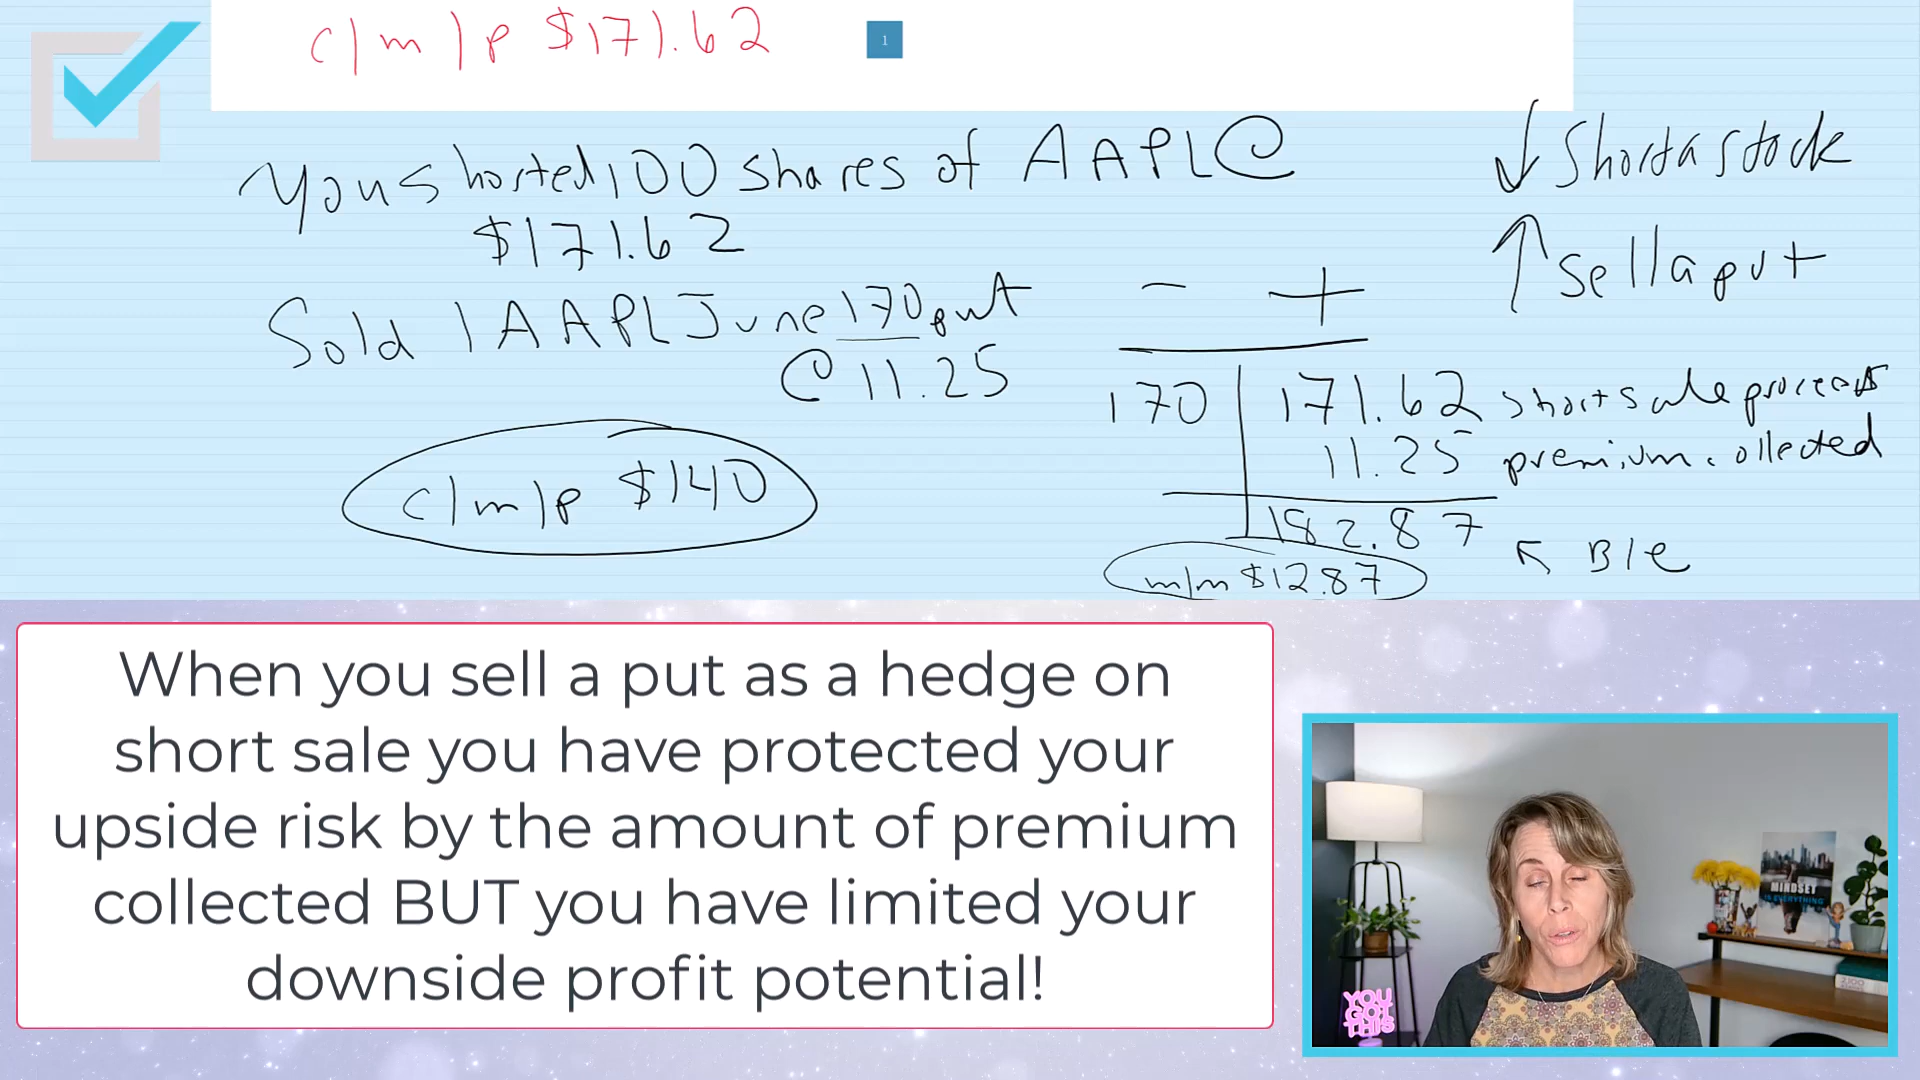 c/m/p $171.62
1
You shorted 100 shares of AAPL @
$171.62
Sold 1 AAPL June 170 put
@ 11.25
c/m/p $140
↓ Short a stock
↑ Sell a put
- +
170 171.62 short sale proceeds
11.25 premium collected
182.87 ↖ B/E
m/m $12.87
When you sell a put as a hedge on
short sale you have protected your
upside risk by the amount of premium
collected BUT you have limited your
downside profit potential!
MINDSET
IS EVERYTHING
YOU
GOT
THIS